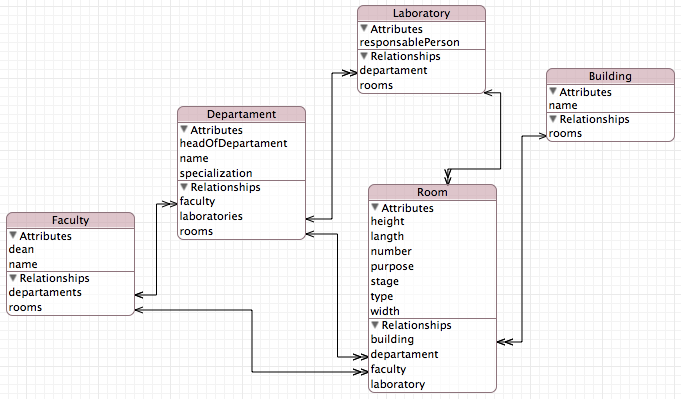 Laboratory
Attributes
responsablePerson
Relationships
departament
rooms
Building
Attributes
name
Relationships
rooms
Departament
Attributes
headOfDepartament
name
specialization
Relationships
faculty
laboratories
rooms
Room
Attributes
height
langth
number
purpose
stage
type
width
Relationships
building
departament
faculty
laboratory
Faculty
Attributes
dean
name
Relationships
departaments
rooms